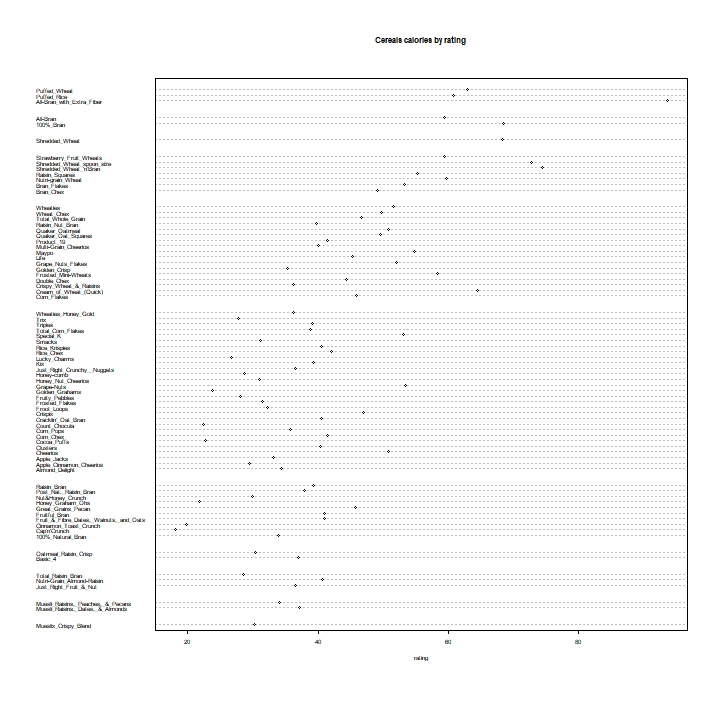 Cereals calories by rating
Puffed_Wheat
Puffed_Rice
All-Bran_with_Extra_Fiber
All-Bran
100%_Bran
Shredded_Wheat
Strawberry_Fruit_Wheats
Shredded_Wheat_spoon_size
Shredded_Wheat_'n'Bran
Raisin_Squares
Nutri-grain_Wheat
Bran_Flakes
Bran_Chex
Wheaties
Wheat_Chex
Total_Whole_Grain
Raisin_Nut_Bran
Quaker_Oatmeal
Quaker_Oat_Squares
Product_19
Multi-Grain_Cheerios
Maypo
Life
Grape_Nuts_Flakes
Golden_Crisp
Frosted_Mini-Wheats
Double_Chex
Crispy_Wheat_&_Raisins
Cream_of_Wheat_(Quick)
Corn_Flakes
Wheaties_Honey_Gold
Trix
Triples
Total_Corn_Flakes
Special_K
Smacks
Rice_Krispies
Rice_Chex
Lucky_Charms
Kix
Just_Right_Crunchy__Nuggets
Honey-comb
Honey_Nut_Cheerios
Grape-Nuts
Golden_Grahams
Fruity_Pebbles
Frosted_Flakes
Froot_Loops
Crispix
Cracklin'_Oat_Bran
Count_Chocula
Corn_Pops
Corn_Chex
Cocoa_Puffs
Clusters
Cheerios
Apple_Jacks
Apple_Cinnamon_Cheerios
Almond_Delight
Raisin_Bran
Post_Nat._Raisin_Bran
Nut&Honey_Crunch
Honey_Graham_Ohs
Great_Grains_Pecan
Fruitful_Bran
Fruit_&_Fibre_Dates,_Walnuts,_and_Oats
Cinnamon_Toast_Crunch
Cap'n'Crunch
100%_Natural_Bran
Oatmeal_Raisin_Crisp
Basic_4
Total_Raisin_Bran
Nutri-Grain_Almond-Raisin
Just_Right_Fruit_&_Nut
Muesli_Raisins,_Peaches,_&_Pecans
Muesli_Raisins,_Dates,_&_Almonds
Mueslix_Crispy_Blend
20 40 60 80
rating